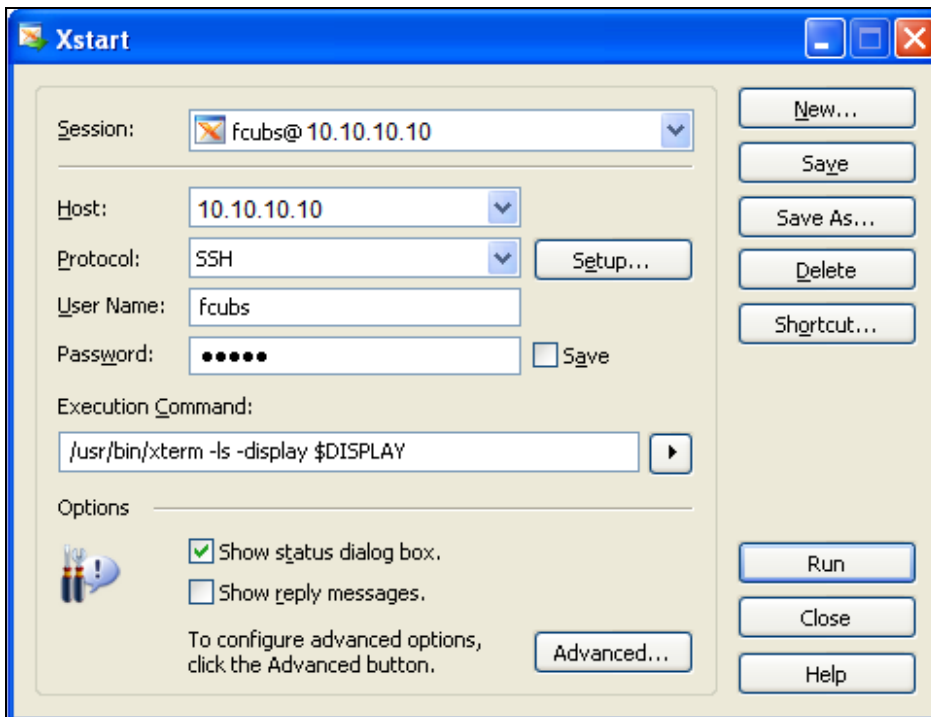 Xstart
Session: fcubs@ 10.10.10.10
New...
Save
Host: 10.10.10.10
Save As...
Protocol: SSH Setup...
Delete
User Name: fcubs
Shortcut...
Password: ●●●●● Save
Execution Command:
/usr/bin/xterm -ls -display $DISPLAY
Options
Show status dialog box.
Show reply messages.
To configure advanced options,
click the Advanced button.
Advanced...
Run
Close
Help